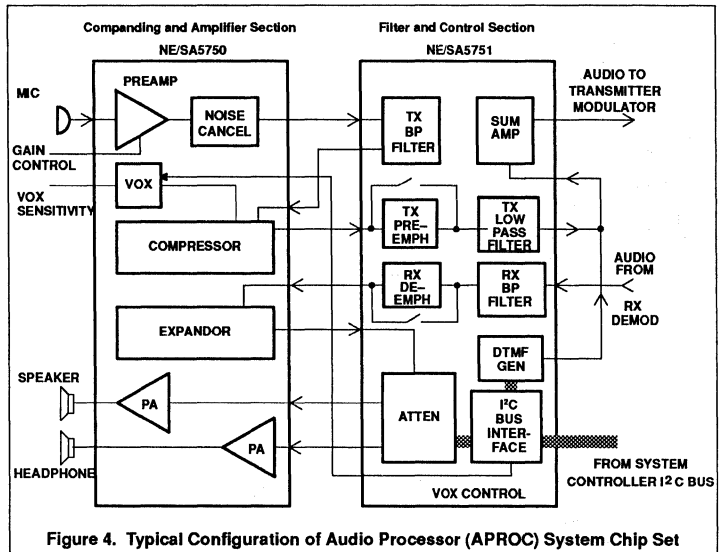 Companding and Amplifier Section
NE/SA5750
Filter and Control Section
NE/SA5751
MIC
PREAMP
NOISE
CANCEL
GAIN
CONTROL
VOX
VOX
SENSITIVITY
COMPRESSOR
EXPANDOR
SPEAKER
PA
PA
HEADPHONE
TX
BP
FILTER
SUM
AMP
AUDIO TO
TRANSMITTER
MODULATOR
TX
PRE–
EMPH
TX
LOW
PASS
FILTER
RX
DE–
EMPH
RX
BP
FILTER
AUDIO
FROM
RX
DEMOD
DTMF
GEN
ATTEN
I²C
BUS
INTER–
FACE
VOX CONTROL
FROM SYSTEM
CONTROLLER I²C BUS
Figure 4. Typical Configuration of Audio Processor (APROC) System Chip Set